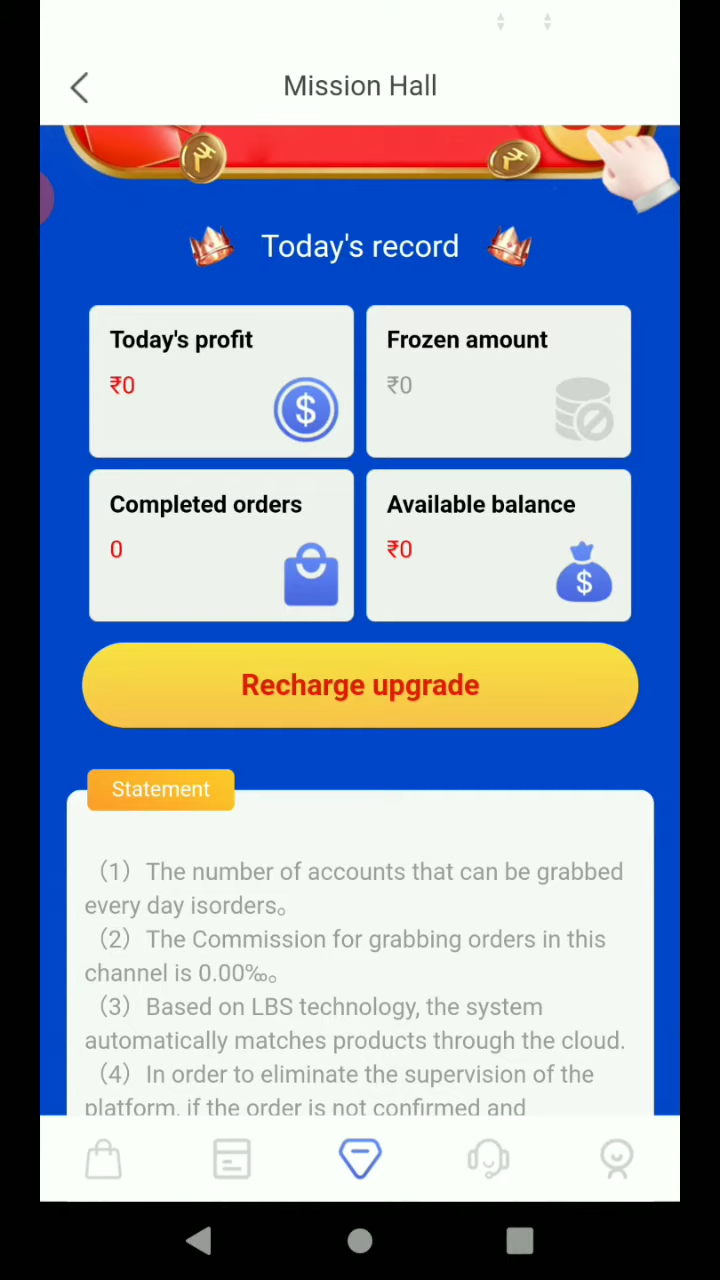 Mission Hall
Today's record
Today's profit
₹0
Frozen amount
₹0
Completed orders
0
Available balance
₹0
Recharge upgrade
Statement
（1）The number of accounts that can be grabbed
every day isorders。
（2）The Commission for grabbing orders in this
channel is 0.00‰。
（3）Based on LBS technology, the system
automatically matches products through the cloud.
（4）In order to eliminate the supervision of the
platform, if the order is not confirmed and